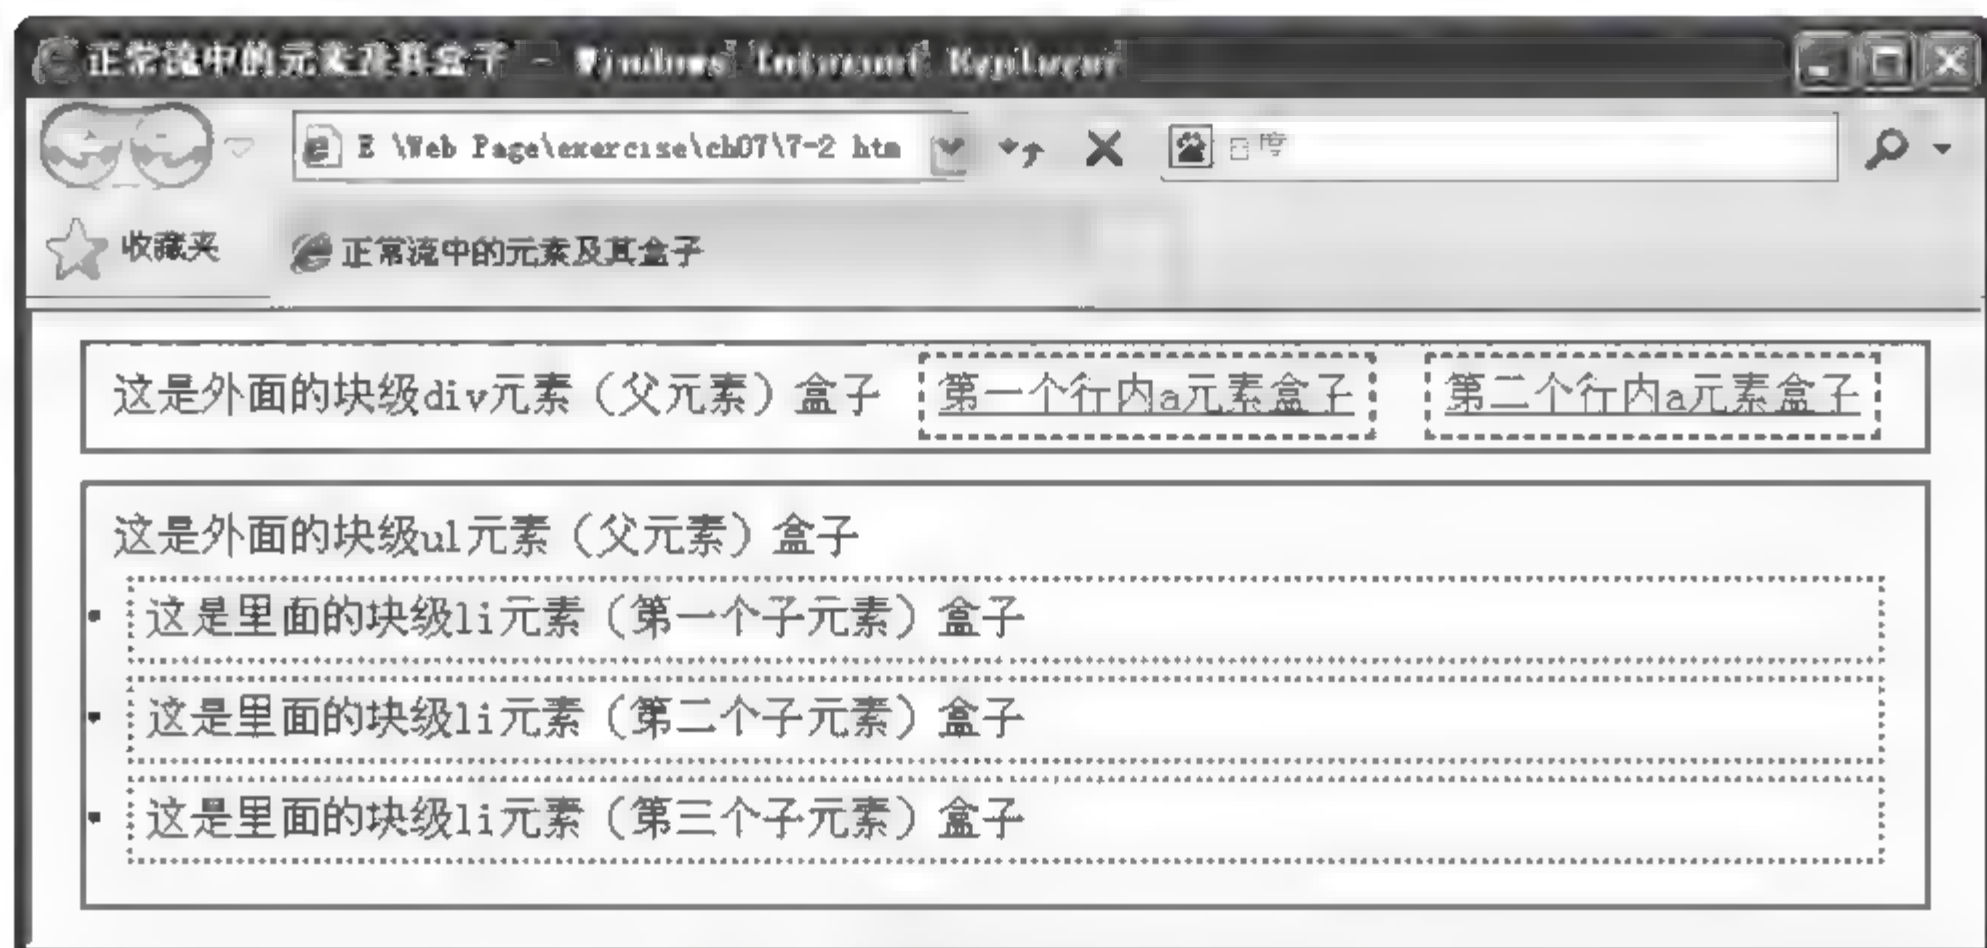 正常流中的元素及其盒子 - Windows Internet Explorer
E \Web Page\exercise\ch07\7-2 htm
百度
收藏夹
正常流中的元素及其盒子
这是外面的块级div元素（父元素）盒子 第一个行内a元素盒子 第二个行内a元素盒子
这是外面的块级ul元素（父元素）盒子
这是里面的块级li元素（第一个子元素）盒子
这是里面的块级li元素（第二个子元素）盒子
这是里面的块级li元素（第三个子元素）盒子